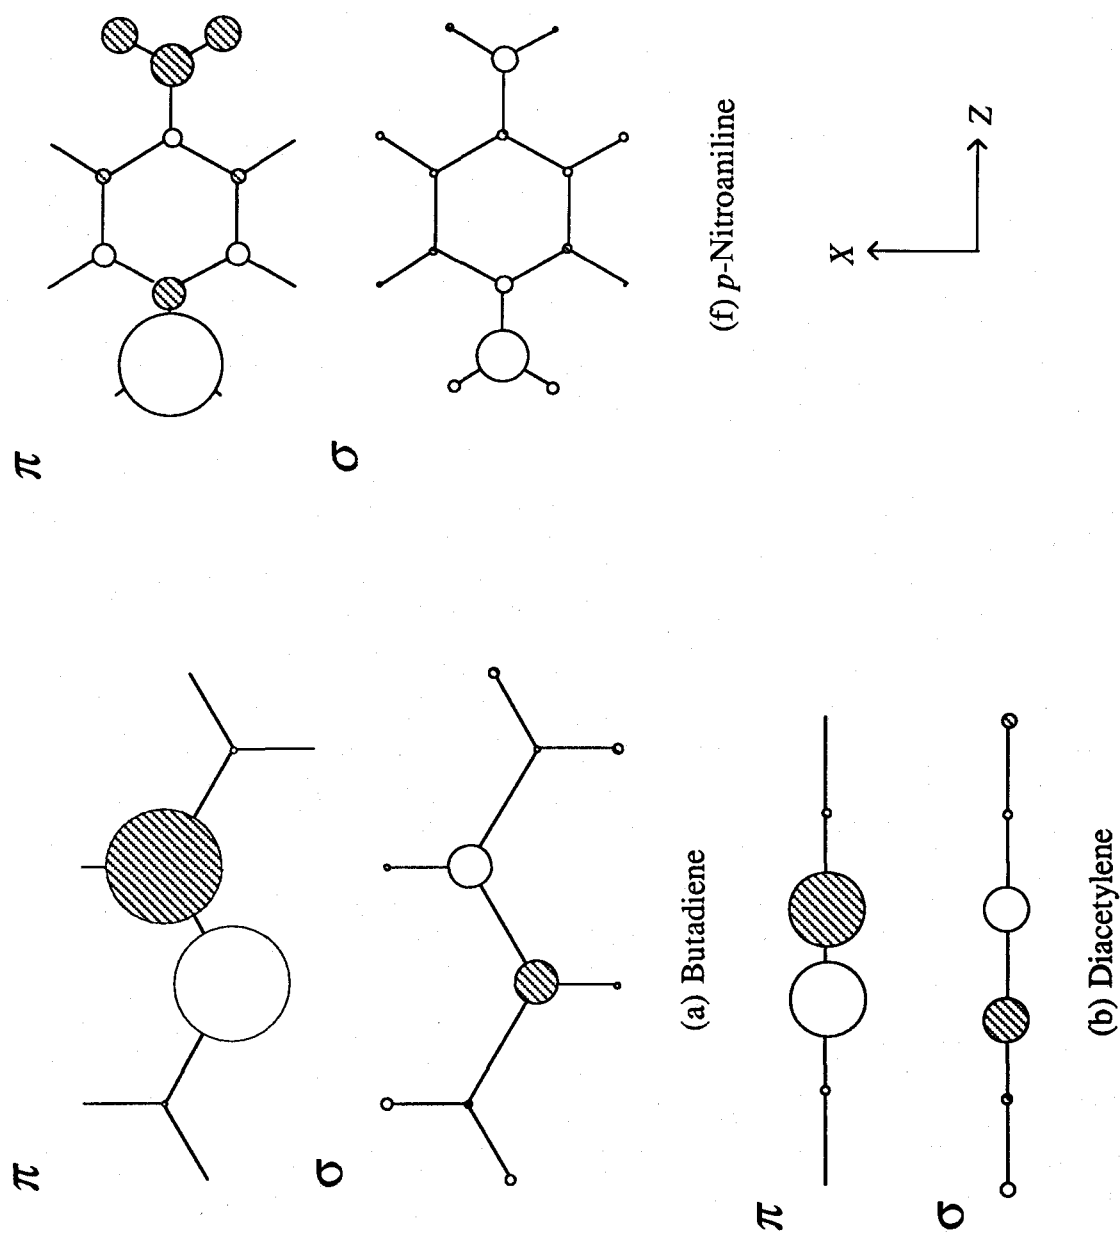 π
σ
(f) p-Nitroaniline
X
Z
π
σ
(a) Butadiene
π
σ
(b) Diacetylene